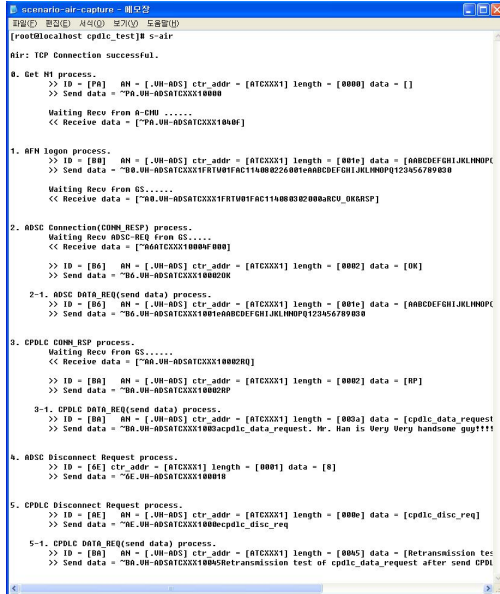 scenario-air-capture - 메모장
파일(F) 편집(E) 서식(O) 보기(V) 도움말(H)
[root@localhost cpdlc_test]# s-air
Air: TCP Connection successful.
0. Get N1 process.
>> ID = [PA] AN = [.VH-ADS] ctr_addr = [ATCXXX1] length = [0000] data = []
>> Send data = ~PA.VH-ADSATCXXX10000
Waiting Recv from A-CMU ......
<< Receive data = [~PA.VH-ADSATCXXX1040F]
1. AFN logon process.
>> ID = [B0] AN = [.VH-ADS] ctr_addr = [ATCXXX1] length = [001e] data = [AABCDEFGHIJKLMNOPQ
>> Send data = ~B0.VH-ADSATCXXX1FRTW01FAC114080226001eAABCDEFGHIJKLMNOPQ123456789030
Waiting Recv from GS......
<< Receive data = [~A0.VH-ADSATCXXX1FRTW01FAC114080302000aRCV_OK&RSP]
2. ADSC Connection(CONN_RESP) process.
Waiting Recv ADSC-REQ from GS.....
<< Receive data = [~A6ATCXXX10004F000]
>> ID = [B6] AN = [.VH-ADS] ctr_addr = [ATCXXX1] length = [0002] data = [OK]
>> Send data = ~B6.VH-ADSATCXXX10002OK
2-1. ADSC DATA_REQ(send data) process.
>> ID = [B6] AN = [.VH-ADS] ctr_addr = [ATCXXX1] length = [001e] data = [AABCDEFGHIJKLMNOPQ
>> Send data = ~B6.VH-ADSATCXXX1001eAABCDEFGHIJKLMNOPQ123456789030
3. CPDLC CONN_RSP process.
Waiting Recv from GS......
<< Receive data = [~AA.VH-ADSATCXXX10002RQ]
>> ID = [BA] AN = [.VH-ADS] ctr_addr = [ATCXXX1] length = [0002] data = [RP]
>> Send data = ~BA.VH-ADSATCXXX10002RP
3-1. CPDLC DATA_REQ(send data) process.
>> ID = [BA] AN = [.VH-ADS] ctr_addr = [ATCXXX1] length = [003a] data = [cpdlc_data_request
>> Send data = ~BA.VH-ADSATCXXX1003acpdlc_data_request. Mr. Han is Very Very handsome guy!!!!
4. ADSC Disconnect Request process.
>> ID = [6E] ctr_addr = [ATCXXX1] length = [0001] data = [8]
>> Send data = ~6E.VH-ADSATCXXX100018
5. CPDLC Disconnect Request process.
>> ID = [AE] AN = [.VH-ADS] ctr_addr = [ATCXXX1] length = [000e] data = [cpdlc_disc_req]
>> Send data = ~AE.VH-ADSATCXXX1000ecpdlc_disc_req
5-1. CPDLC DATA_REQ(send data) process.
>> ID = [BA] AN = [.VH-ADS] ctr_addr = [ATCXXX1] length = [0045] data = [Retransmission tes
>> Send data = ~BA.VH-ADSATCXXX10045Retransmission test of cpdlc_data_request after send CPDL